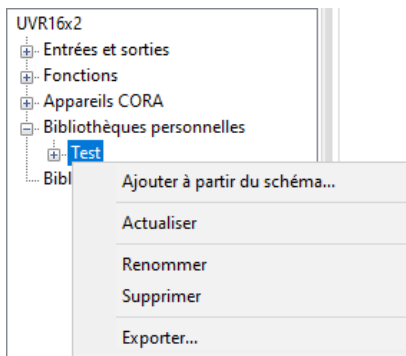 UVR16x2
Entrées et sorties
Fonctions
Appareils CORA
Bibliothèques personnelles
Test
Bibl
Ajouter à partir du schéma...
Actualiser
Renommer
Supprimer
Exporter...